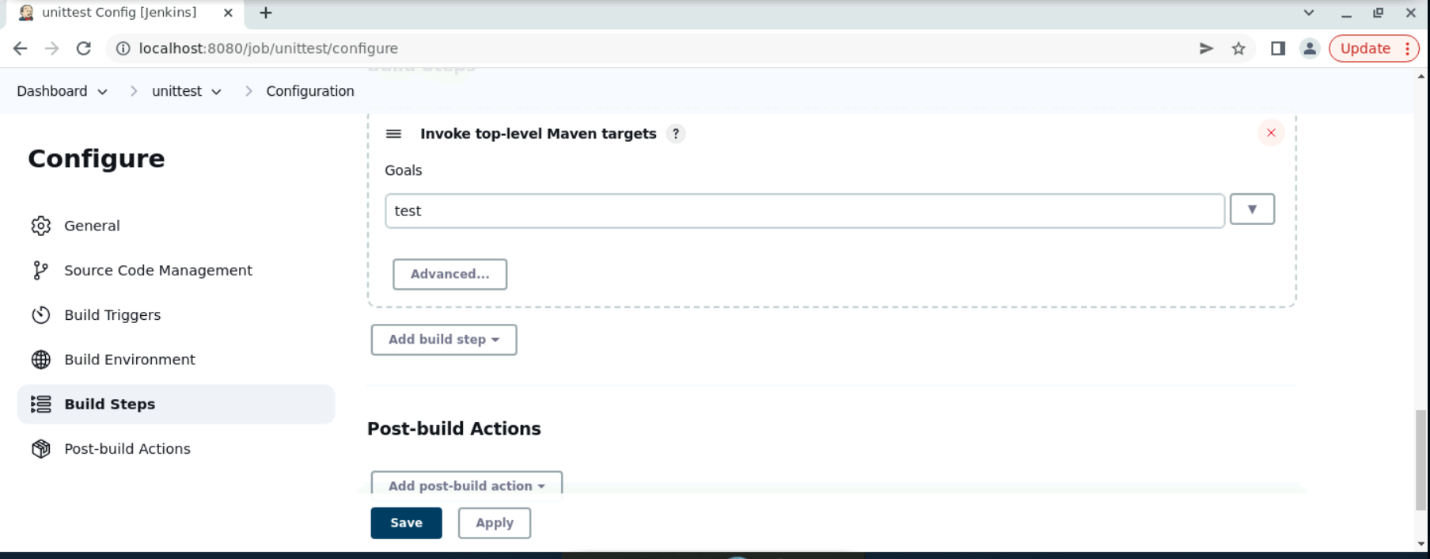 unittest Config [Jenkins]
localhost:8080/job/unittest/configure
Update
Build Steps
Dashboard
unittest
Configuration
Configure
General
Source Code Management
Build Triggers
Build Environment
Build Steps
Post-build Actions
Invoke top-level Maven targets ?
Goals
test
Advanced...
Add build step
Post-build Actions
Add post-build action
Save
Apply